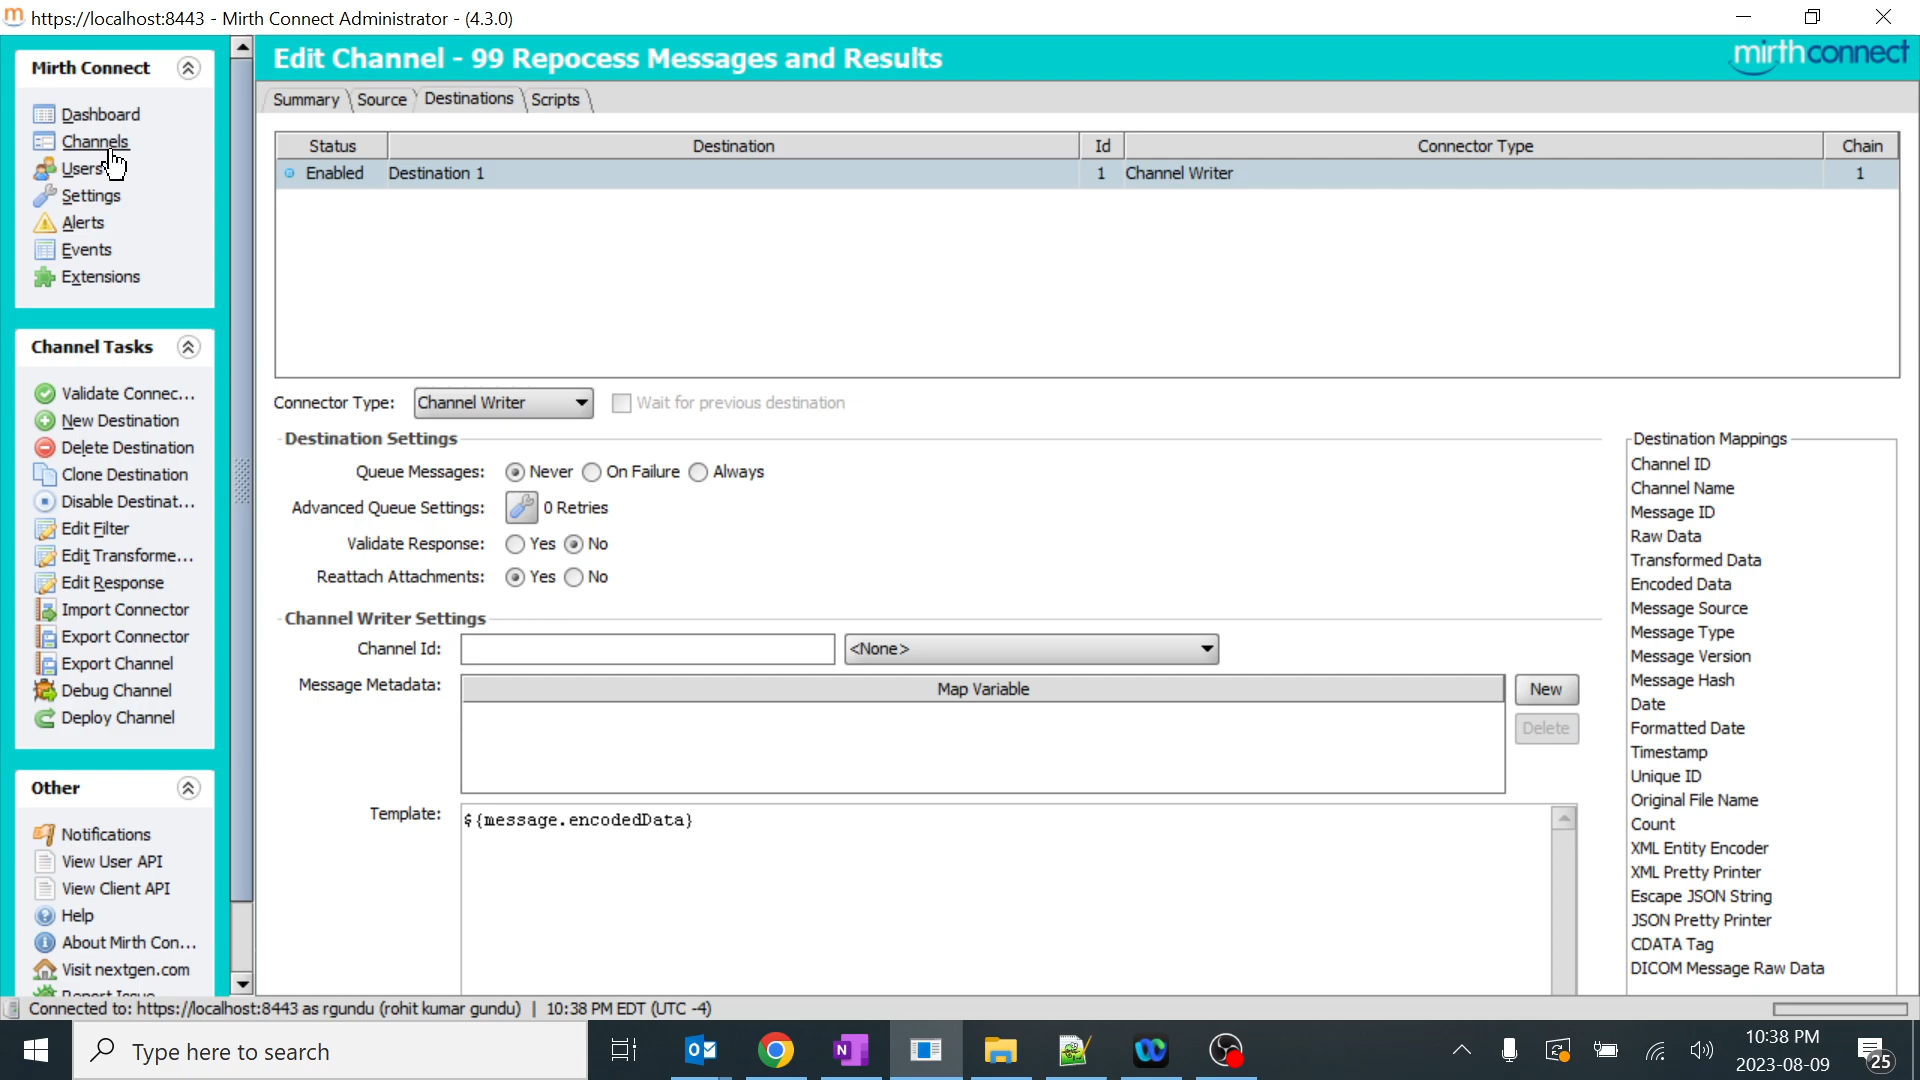 https://localhost:8443 - Mirth Connect Administrator - (4.3.0)
Mirth Connect
Dashboard
Channels
Users
Settings
Alerts
Events
Extensions
Channel Tasks
Validate Connec...
New Destination
Delete Destination
Clone Destination
Disable Destinat...
Edit Filter
Edit Transforme...
Edit Response
Import Connector
Export Connector
Export Channel
Debug Channel
Deploy Channel
Other
Notifications
View User API
View Client API
Help
About Mirth Con...
Visit nextgen.com
Report Issue
Edit Channel - 99 Repocess Messages and Results
mirthconnect
Summary Source Destinations Scripts
Status Destination Id Connector Type Chain
Enabled Destination 1 1 Channel Writer 1
Connector Type: Channel Writer Wait for previous destination
Destination Settings
Queue Messages: Never On Failure Always
Advanced Queue Settings: 0 Retries
Validate Response: Yes No
Reattach Attachments: Yes No
Channel Writer Settings
Channel Id: <None>
Message Metadata: Map Variable New
Delete
Template: ${message.encodedData}
Destination Mappings
Channel ID
Channel Name
Message ID
Raw Data
Transformed Data
Encoded Data
Message Source
Message Type
Message Version
Message Hash
Date
Formatted Date
Timestamp
Unique ID
Original File Name
Count
XML Entity Encoder
XML Pretty Printer
Escape JSON String
JSON Pretty Printer
CDATA Tag
DICOM Message Raw Data
Connected to: https://localhost:8443 as rgundu (rohit kumar gundu) | 10:38 PM EDT (UTC -4)
Type here to search
10:38 PM
2023-08-09
25